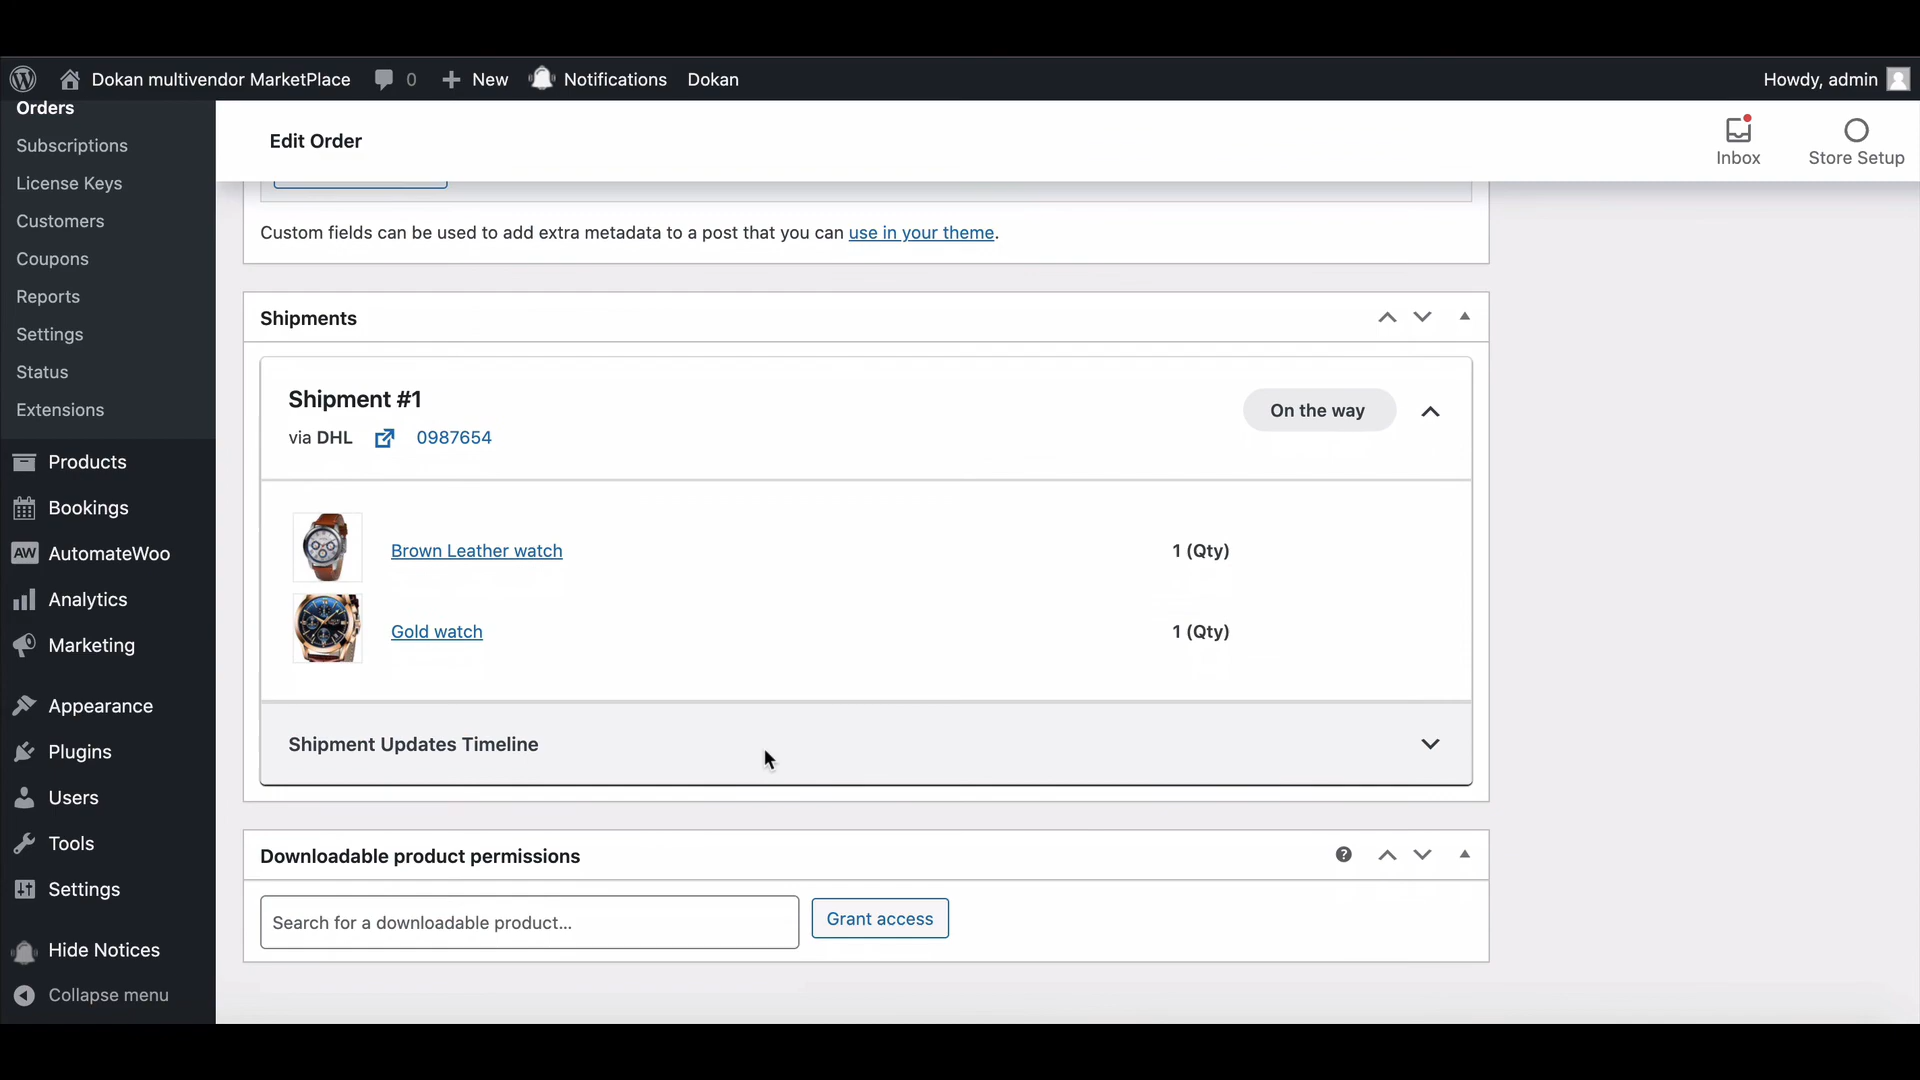 Dokan multivendor MarketPlace 0 New Notifications Dokan Howdy, admin
Orders
Subscriptions
License Keys
Customers
Coupons
Reports
Settings
Status
Extensions
Products
Bookings
AW AutomateWoo
Analytics
Marketing
Appearance
Plugins
Users
Tools
Settings
Hide Notices
Collapse menu
Edit Order
Inbox
Store Setup
Custom fields can be used to add extra metadata to a post that you can use in your theme.
Shipments
Shipment #1
On the way
via DHL 0987654
Brown Leather watch 1 (Qty)
Gold watch 1 (Qty)
Shipment Updates Timeline
Downloadable product permissions
?
Search for a downloadable product...
Grant access